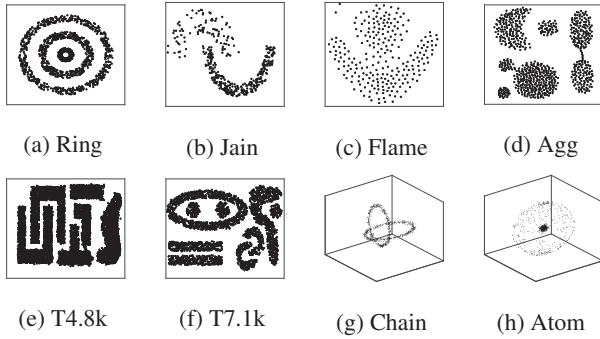 (a) Ring (b) Jain (c) Flame (d) Agg
(e) T4.8k (f) T7.1k (g) Chain (h) Atom